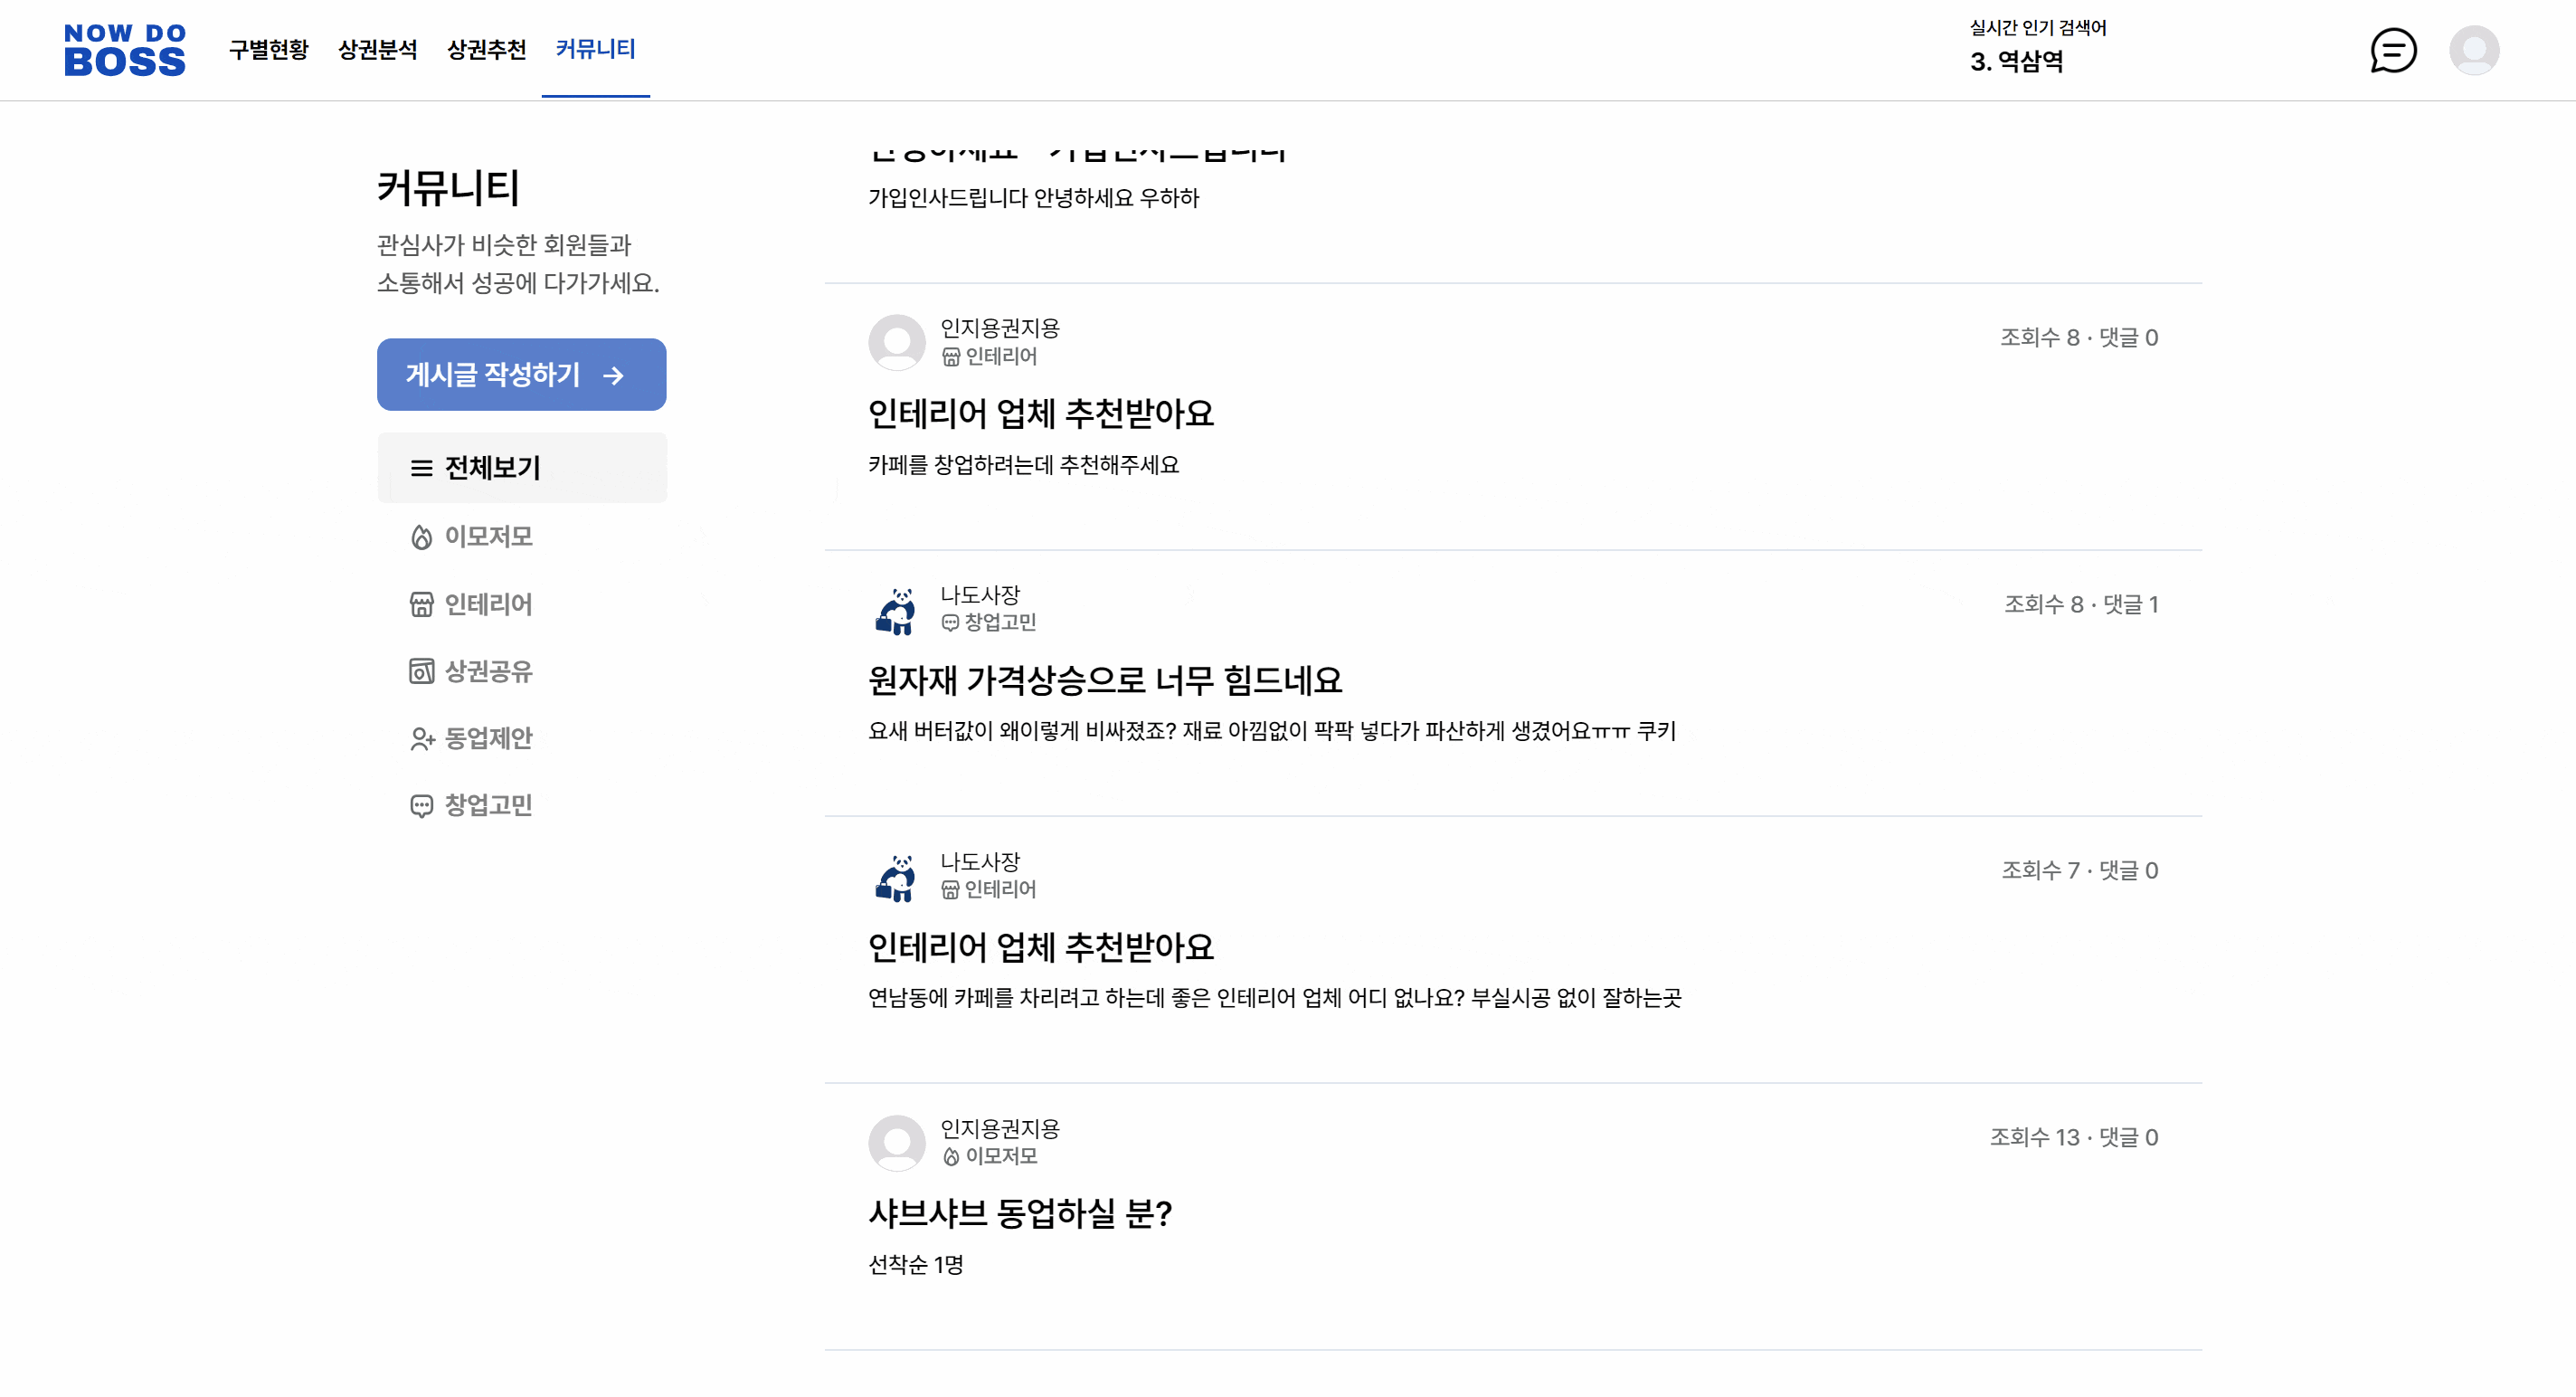 NOW DO
BOSS
구별현황 상권분석 상권추천 커뮤니티
실시간 인기 검색어
3. 역삼역
커뮤니티
관심사가 비슷한 회원들과
소통해서 성공에 다가가세요.
게시글 작성하기 →
전체보기
이모저모
인테리어
상권공유
동업제안
창업고민
가입인사드립니다 안녕하세요 우하하
인지용권지용
인테리어
조회수 8 · 댓글 0
인테리어 업체 추천받아요
카페를 창업하려는데 추천해주세요
나도사장
창업고민
조회수 8 · 댓글 1
원자재 가격상승으로 너무 힘드네요
요새 버터값이 왜이렇게 비싸졌죠? 재료 아낌없이 팍팍 넣다가 파산하게 생겼어요ㅠㅠ 쿠키
나도사장
인테리어
조회수 7 · 댓글 0
인테리어 업체 추천받아요
연남동에 카페를 차리려고 하는데 좋은 인테리어 업체 어디 없나요? 부실시공 없이 잘하는곳
인지용권지용
이모저모
조회수 13 · 댓글 0
샤브샤브 동업하실 분?
선착순 1명